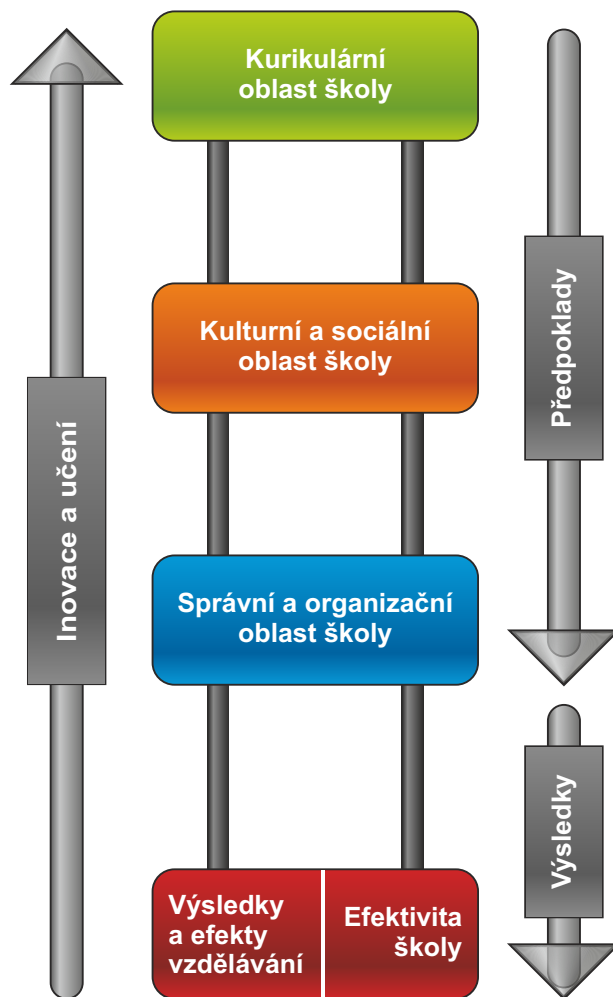 Kurikulární
oblast školy
Kulturní a sociální
oblast školy
Předpoklady
Inovace a učení
Správní a organizační
oblast školy
Výsledky
Výsledky
a efekty
vzdělávání
Efektivita
školy